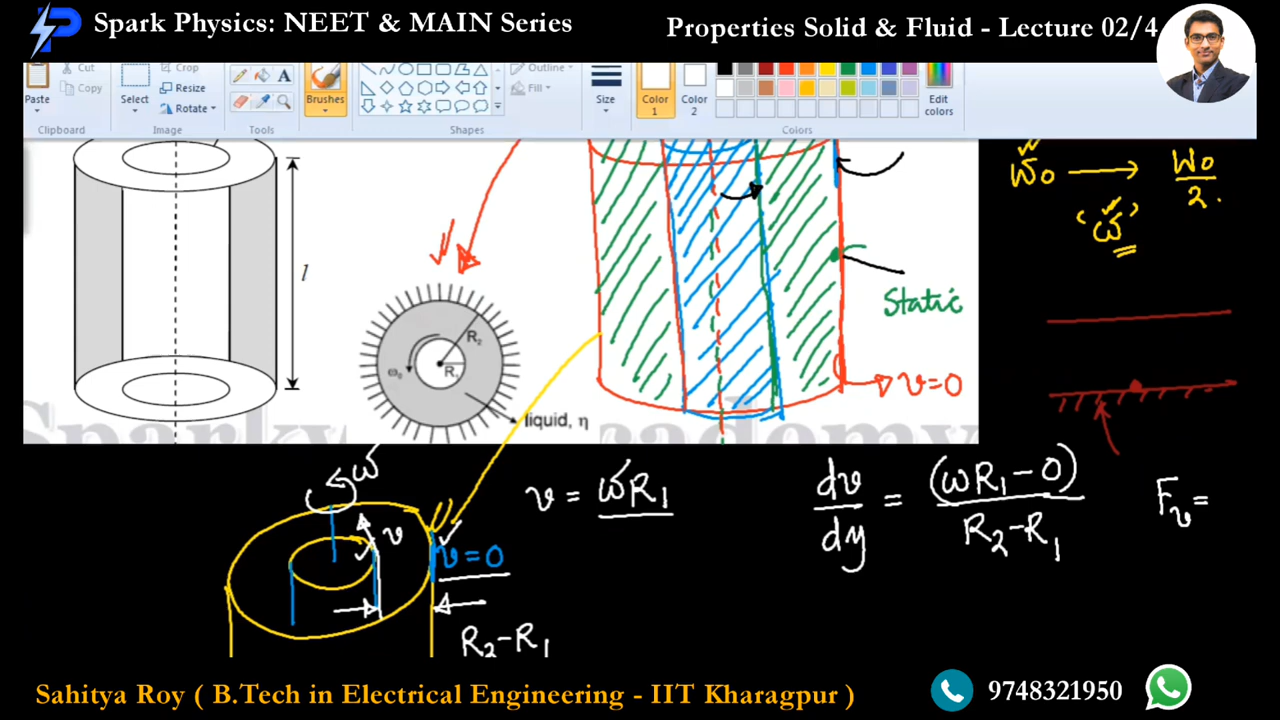 Spark Physics: NEET & MAIN Series
Properties Solid & Fluid - Lecture 02/4
Paste
Cut
Copy
Clipboard
Select
Crop
Resize
Rotate
Image
Tools
Brushes
Shapes
Outline
Fill
Size
Color 1
Color 2
Colors
Edit colors
l
R₂
R₁
ω₀
liquid, η
Static
v=0
ω₀ → ω₀/2.
'ω'
ω
v
v=0
R₂-R₁
v = ωR₁
dv/dy = (ωR₁-0)/R₂-R₁
Fᵥ=
Sahitya Roy ( B.Tech in Electrical Engineering - IIT Kharagpur )
9748321950